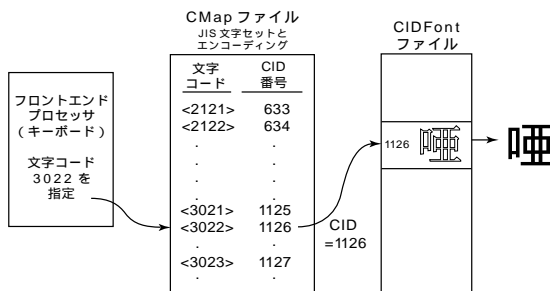 フロントエンド
プロセッサ
(キーボード)
文字コード
3022 を
指定
CMap ファイル
JIS 文字セットと
エンコーディング
文字 CID
コード 番号
<2121> 633
<2122> 634
. .
. .
. .
. .
<3021> 1125
<3022> 1126
. .
<3023> 1127
. .
CID
=1126
CIDFont
ファイル
1126 唖
唖